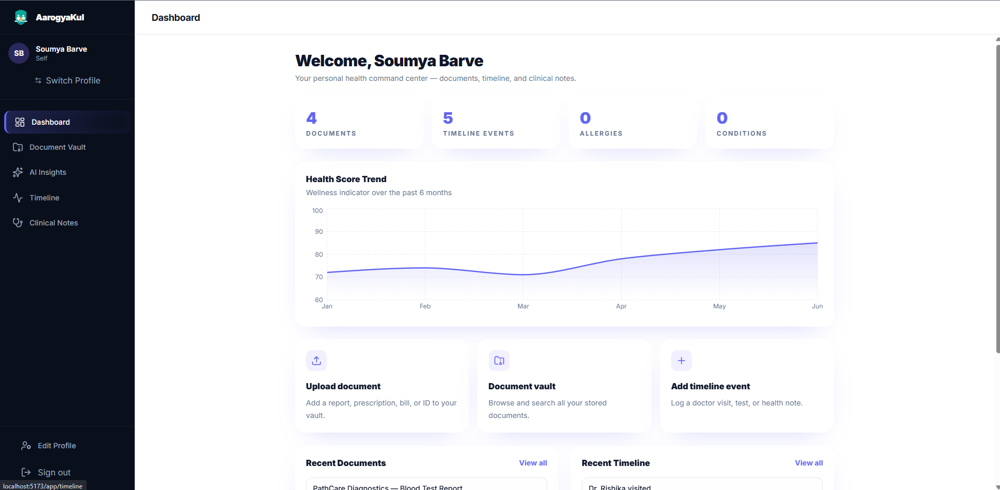 AarogyaKul
Dashboard
SB
Soumya Barve
Self
Switch Profile
Dashboard
Document Vault
AI Insights
Timeline
Clinical Notes
Edit Profile
Sign out
localhost:5173/app/timeline
Welcome, Soumya Barve
Your personal health command center — documents, timeline, and clinical notes.
4
DOCUMENTS
5
TIMELINE EVENTS
0
ALLERGIES
0
CONDITIONS
Health Score Trend
Wellness indicator over the past 6 months
100
90
80
70
60
Jan Feb Mar Apr May Jun
Upload document
Add a report, prescription, bill, or ID to your
vault.
Document vault
Browse and search all your stored
documents.
Add timeline event
Log a doctor visit, test, or health note.
Recent Documents View all
PathCare Diagnostics — Blood Test Report
Recent Timeline View all
Dr. Rishika visited